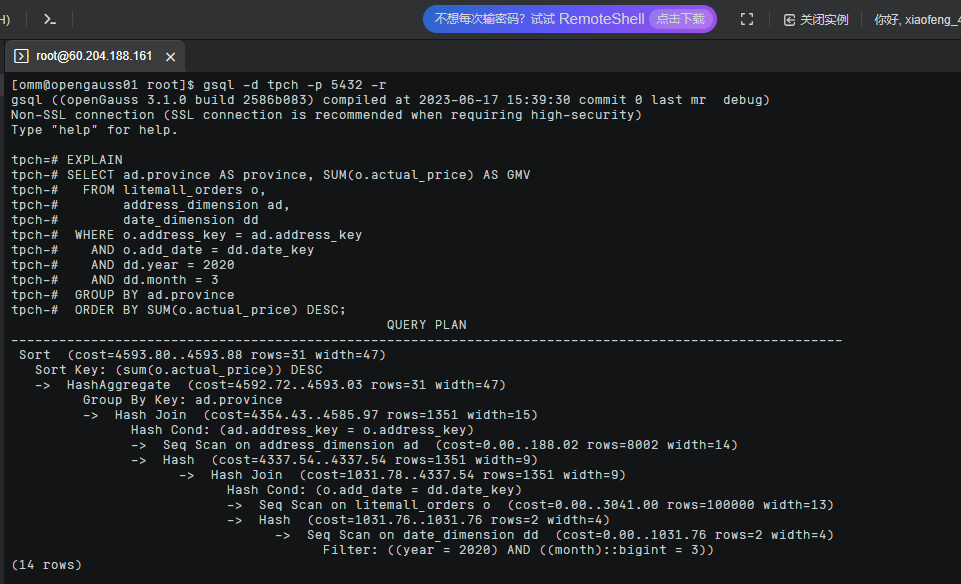 H) 不想每次输密码？试试 RemoteShell 点击下载 关闭实例 你好, xiaofeng_4
root@60.204.188.161
[omm@opengauss01 root]$ gsql -d tpch -p 5432 -r
gsql ((openGauss 3.1.0 build 2586b083) compiled at 2023-06-17 15:39:30 commit 0 last mr  debug)
Non-SSL connection (SSL connection is recommended when requiring high-security)
Type "help" for help.

tpch=# EXPLAIN
tpch-# SELECT ad.province AS province, SUM(o.actual_price) AS GMV
tpch-#   FROM litemall_orders o,
tpch-#        address_dimension ad,
tpch-#        date_dimension dd
tpch-#  WHERE o.address_key = ad.address_key
tpch-#    AND o.add_date = dd.date_key
tpch-#    AND dd.year = 2020
tpch-#    AND dd.month = 3
tpch-#  GROUP BY ad.province
tpch-#  ORDER BY SUM(o.actual_price) DESC;
QUERY PLAN
--------------------------------------------------------------------------------------------------------
 Sort  (cost=4593.80..4593.88 rows=31 width=47)
   Sort Key: (sum(o.actual_price)) DESC
   ->  HashAggregate  (cost=4592.72..4593.03 rows=31 width=47)
         Group By Key: ad.province
         ->  Hash Join  (cost=4354.43..4585.97 rows=1351 width=15)
               Hash Cond: (ad.address_key = o.address_key)
               ->  Seq Scan on address_dimension ad  (cost=0.00..188.02 rows=8002 width=14)
               ->  Hash  (cost=4337.54..4337.54 rows=1351 width=9)
                     ->  Hash Join  (cost=1031.78..4337.54 rows=1351 width=9)
                           Hash Cond: (o.add_date = dd.date_key)
                           ->  Seq Scan on litemall_orders o  (cost=0.00..3041.00 rows=100000 width=13)
                           ->  Hash  (cost=1031.76..1031.76 rows=2 width=4)
                                 ->  Seq Scan on date_dimension dd  (cost=0.00..1031.76 rows=2 width=4)
                                       Filter: ((year = 2020) AND ((month)::bigint = 3))
(14 rows)